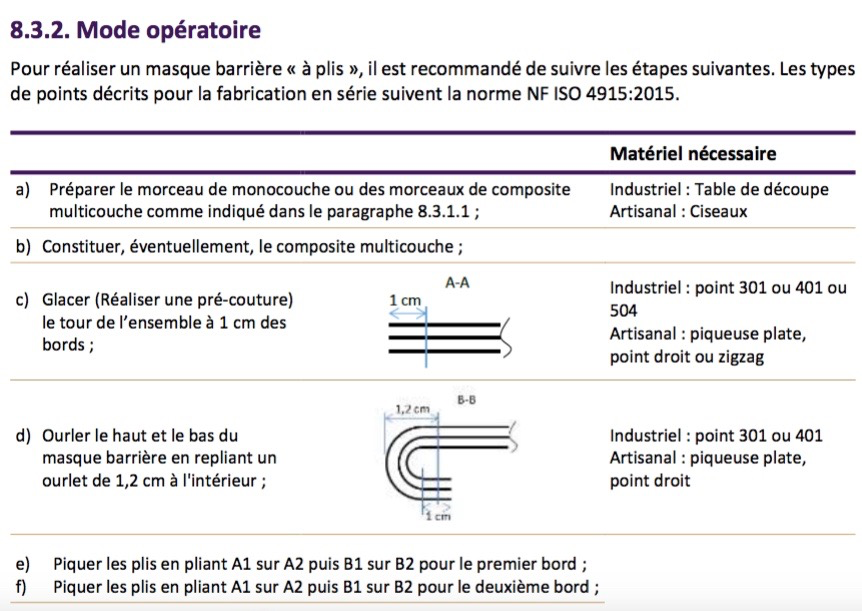 8.3.2. Mode opératoire
Pour réaliser un masque barrière « à plis », il est recommandé de suivre les étapes suivantes. Les types
de points décrits pour la fabrication en série suivent la norme NF ISO 4915:2015.
Matériel nécessaire
a) Préparer le morceau de monocouche ou des morceaux de composite
multicouche comme indiqué dans le paragraphe 8.3.1.1 ;
Industriel : Table de découpe
Artisanal : Ciseaux
b) Constituer, éventuellement, le composite multicouche ;
c) Glacer (Réaliser une pré-couture)
le tour de l'ensemble à 1 cm des
bords ;
A-A
1 cm
Industriel : point 301 ou 401 ou
504
Artisanal : piqueuse plate,
point droit ou zigzag
d) Ourler le haut et le bas du
masque barrière en repliant un
ourlet de 1,2 cm à l'intérieur ;
B-B
1,2 cm
1 cm
Industriel : point 301 ou 401
Artisanal : piqueuse plate,
point droit
e) Piquer les plis en pliant A1 sur A2 puis B1 sur B2 pour le premier bord ;
f) Piquer les plis en pliant A1 sur A2 puis B1 sur B2 pour le deuxième bord ;